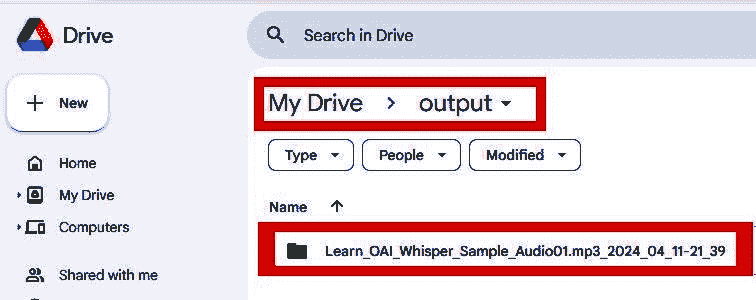 Drive
Search in Drive
New
My Drive > output
Type
People
Modified
Home
My Drive
Computers
Shared with me
Name
Learn_OAI_Whisper_Sample_Audio01.mp3_2024_04_11-21_39